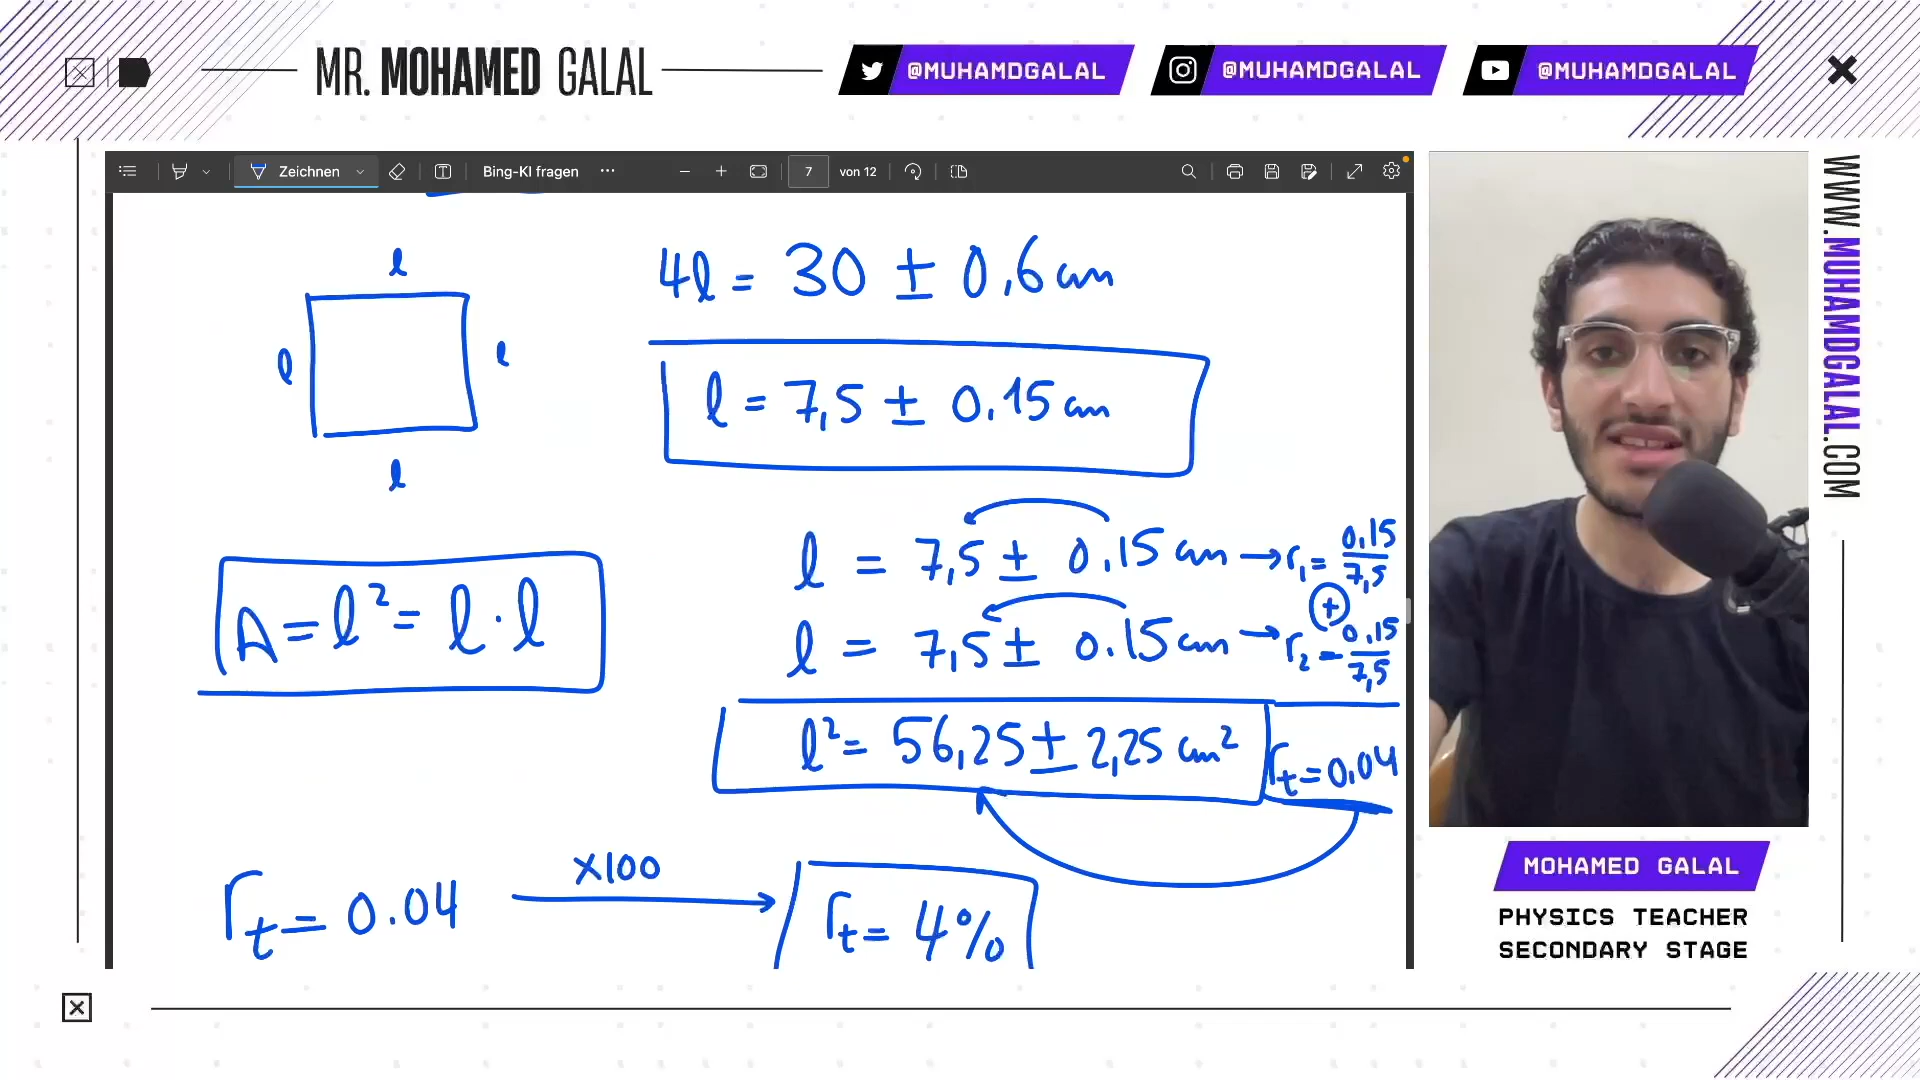 MR. MOHAMED GALAL
@MUHAMDGALAL
@MUHAMDGALAL
@MUHAMDGALAL
WWW.MUHAMDGALAL.COM
Zeichnen
Bing-KI fragen
7 von 12
l
l
l
l
4l = 30 ± 0,6 cm
l = 7,5 ± 0.15 cm
A = l² = l · l
l = 7,5 ± 0.15 cm → r₁ = 0.15/7,5
+
l = 7,5 ± 0.15 cm → r₂ = 0.15/7,5
l² = 56,25 ± 2,25 cm² rt = 0.04
rt = 0.04
x100
rt = 4%
MOHAMED GALAL
PHYSICS TEACHER
SECONDARY STAGE